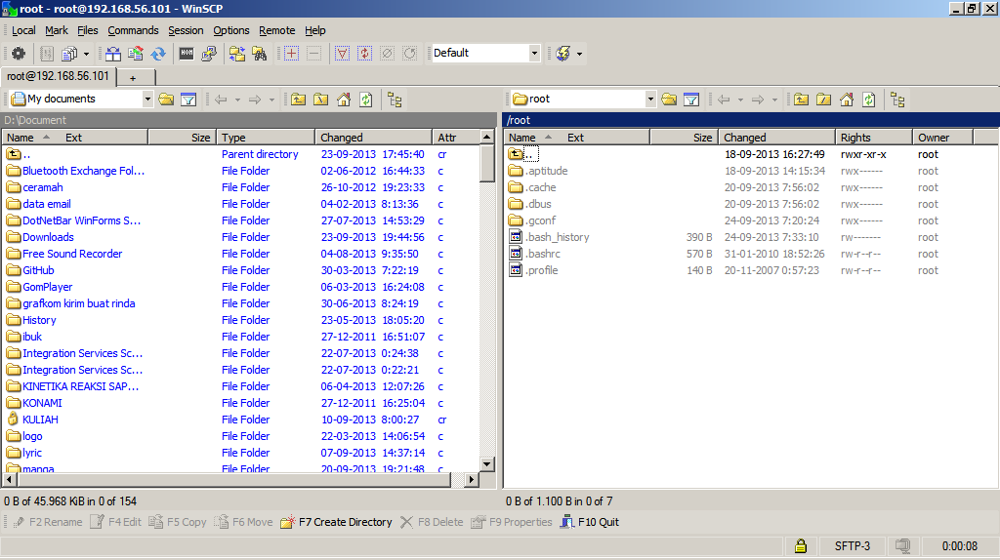 root - root@192.168.56.101 - WinSCP
Local Mark Files Commands Session Options Remote Help
Default
root@192.168.56.101 +
My documents
root
D:\Document
/root
Name Ext Size Type Changed Attr
Name Ext Size Changed Rights Owner
.. Parent directory 23-09-2013 17:45:40 cr
Bluetooth Exchange Fol... File Folder 02-06-2012 16:44:33 c
ceramah File Folder 26-10-2012 19:23:33 c
data email File Folder 04-02-2013 8:13:36 c
DotNetBar WinForms S... File Folder 27-07-2013 14:53:29 c
Downloads File Folder 23-09-2013 19:44:56 c
Free Sound Recorder File Folder 04-08-2013 9:35:50 c
GitHub File Folder 30-03-2013 7:22:19 c
GomPlayer File Folder 06-03-2013 16:24:08 c
grafkom kirim buat rinda File Folder 30-06-2013 8:24:19 c
History File Folder 23-05-2013 18:05:20 c
ibuk File Folder 27-12-2011 16:51:07 c
Integration Services Sc... File Folder 22-07-2013 0:24:38 c
Integration Services Sc... File Folder 22-07-2013 0:22:21 c
KINETIKA REAKSI SAP... File Folder 06-04-2013 12:07:26 c
KONAMI File Folder 27-12-2011 16:25:04 c
KULIAH File Folder 10-09-2013 8:00:27 cr
logo File Folder 22-03-2013 14:06:54 c
lyric File Folder 07-09-2013 14:37:14 c
manga File Folder 20-09-2013 19:21:48 c
.. 18-09-2013 16:27:49 rwxr-xr-x root
.aptitude 18-09-2013 14:15:34 rwx------ root
.cache 20-09-2013 7:56:02 rwx------ root
.dbus 20-09-2013 7:56:02 rwx------ root
.gconf 24-09-2013 7:20:24 rwx------ root
.bash_history 390 B 24-09-2013 7:33:10 rw------- root
.bashrc 570 B 31-01-2010 18:52:26 rw-r--r-- root
.profile 140 B 20-11-2007 0:57:23 rw-r--r-- root
0 B of 45.968 KiB in 0 of 154
0 B of 1.100 B in 0 of 7
F2 Rename F4 Edit F5 Copy F6 Move F7 Create Directory F8 Delete F9 Properties F10 Quit
SFTP-3 0:00:08